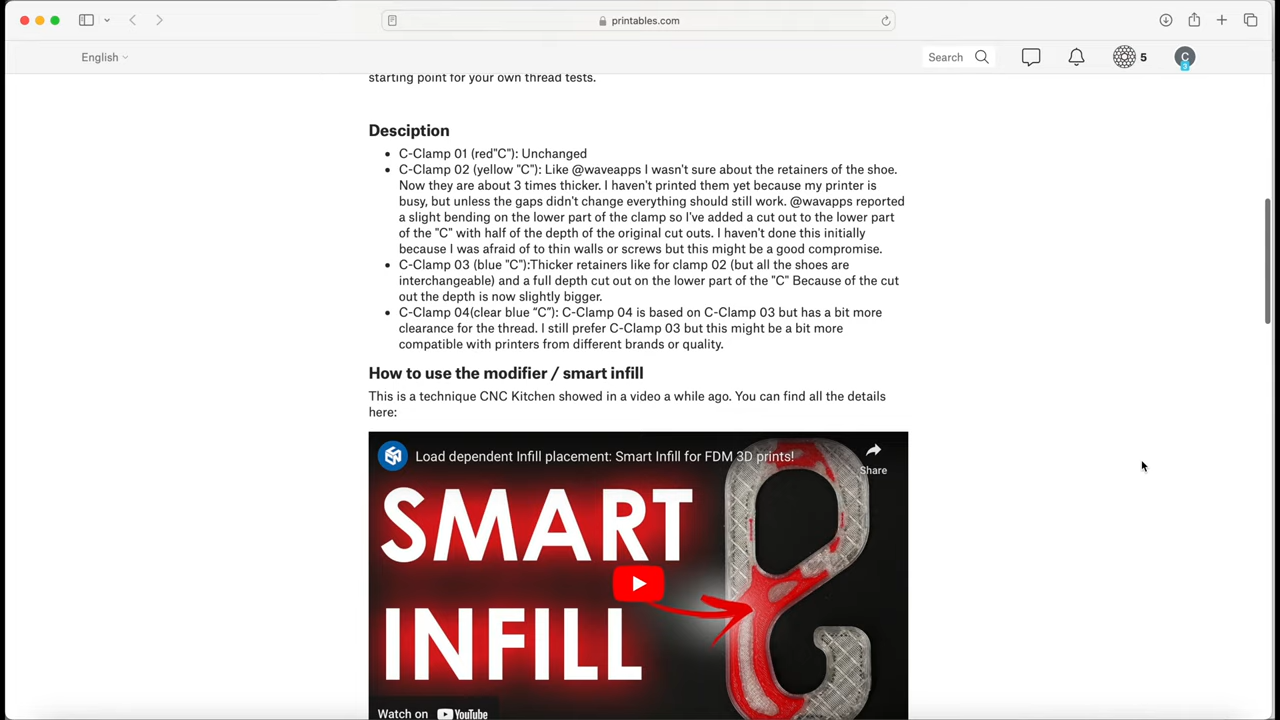 printables.com
English
Search
5
C
3
starting point for your own thread tests.
Desciption
C-Clamp 01 (red"C"): Unchanged
C-Clamp 02 (yellow "C"): Like @waveapps I wasn't sure about the retainers of the shoe.
Now they are about 3 times thicker. I haven't printed them yet because my printer is
busy, but unless the gaps didn't change everything should still work. @wavapps reported
a slight bending on the lower part of the clamp so I've added a cut out to the lower part
of the "C" with half of the depth of the original cut outs. I haven't done this initially
because I was afraid of to thin walls or screws but this might be a good compromise.
C-Clamp 03 (blue "C"):Thicker retainers like for clamp 02 (but all the shoes are
interchangeable) and a full depth cut out on the lower part of the "C" Because of the cut
out the depth is now slightly bigger.
C-Clamp 04(clear blue “C”): C-Clamp 04 is based on C-Clamp 03 but has a bit more
clearance for the thread. I still prefer C-Clamp 03 but this might be a bit more
compatible with printers from different brands or quality.
How to use the modifier / smart infill
This is a technique CNC Kitchen showed in a video a while ago. You can find all the details
here:
Load dependent Infill placement: Smart Infill for FDM 3D prints!
Share
SMART
INFILL
Watch on YouTube